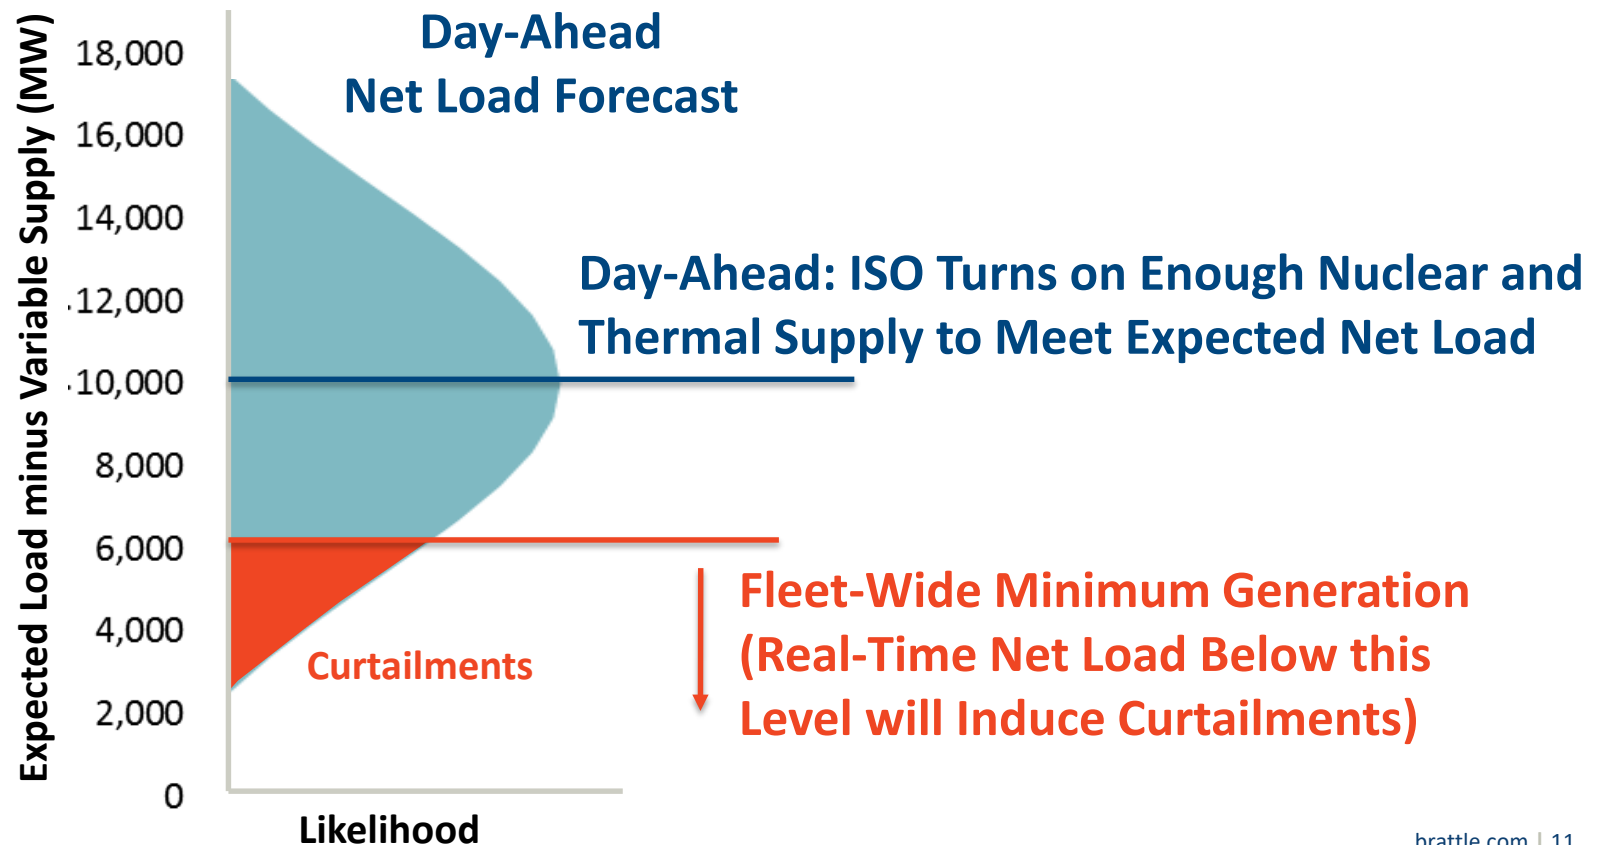 Day-Ahead
Net Load Forecast
Expected Load minus Variable Supply (MW)
18,000
16,000
14,000
12,000
10,000
8,000
6,000
4,000
2,000
0
Day-Ahead: ISO Turns on Enough Nuclear and
Thermal Supply to Meet Expected Net Load
Fleet-Wide Minimum Generation
(Real-Time Net Load Below this
Level will Induce Curtailments)
Curtailments
Likelihood
brattle.com | 11